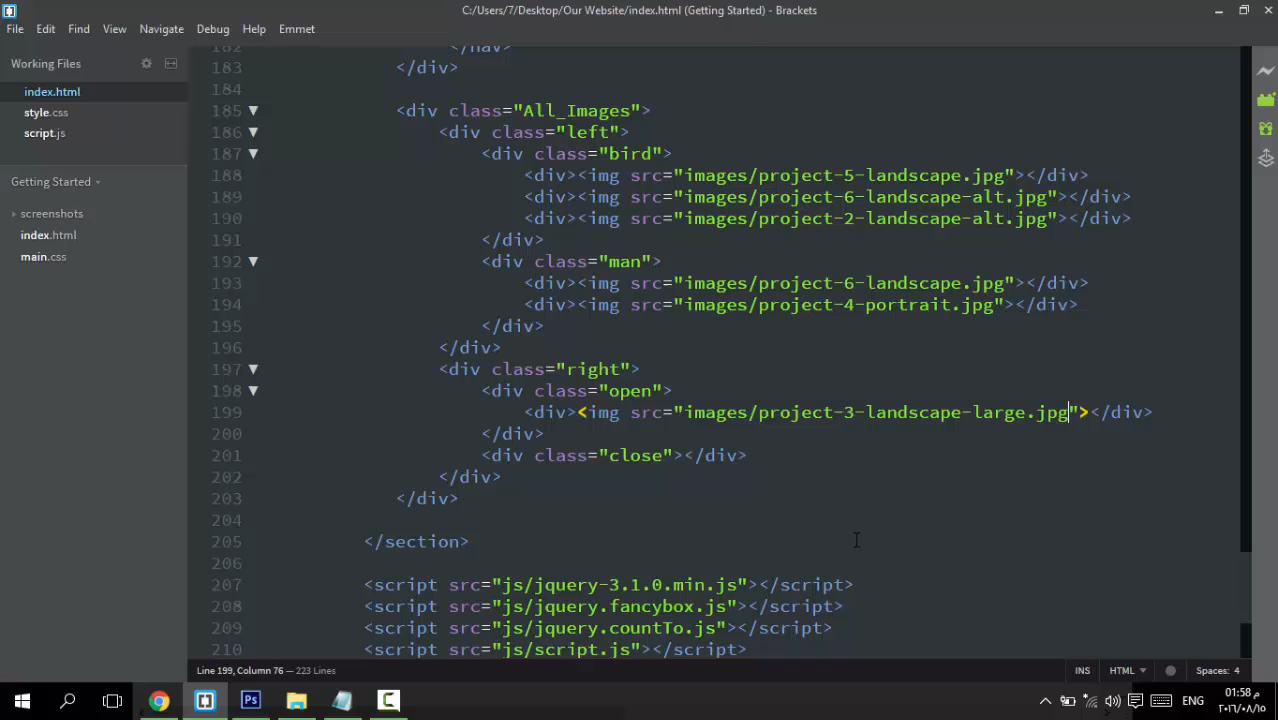 C:/Users/7/Desktop/Our Website/index.html (Getting Started) - Brackets
File Edit Find View Navigate Debug Help Emmet
Working Files
index.html
style.css
script.js
Getting Started
screenshots
index.html
main.css
182 </nav>
183 </div>
184
185 <div class="All_Images">
186 <div class="left">
187 <div class="bird">
188 <div><img src="images/project-5-landscape.jpg"></div>
189 <div><img src="images/project-6-landscape-alt.jpg"></div>
190 <div><img src="images/project-2-landscape-alt.jpg"></div>
191 </div>
192 <div class="man">
193 <div><img src="images/project-6-landscape.jpg"></div>
194 <div><img src="images/project-4-portrait.jpg"></div>
195 </div>
196 </div>
197 <div class="right">
198 <div class="open">
199 <div><img src="images/project-3-landscape-large.jpg"></div>
200 </div>
201 <div class="close"></div>
202 </div>
203 </div>
204
205 </section>
206
207 <script src="js/jquery-3.1.0.min.js"></script>
208 <script src="js/jquery.fancybox.js"></script>
209 <script src="js/jquery.countTo.js"></script>
210 <script src="js/script.js"></script>
Line 199, Column 76 — 223 Lines
INS HTML Spaces: 4
Ps
C
ENG
01:58 م
٢٠١٦/٠٨/١٥